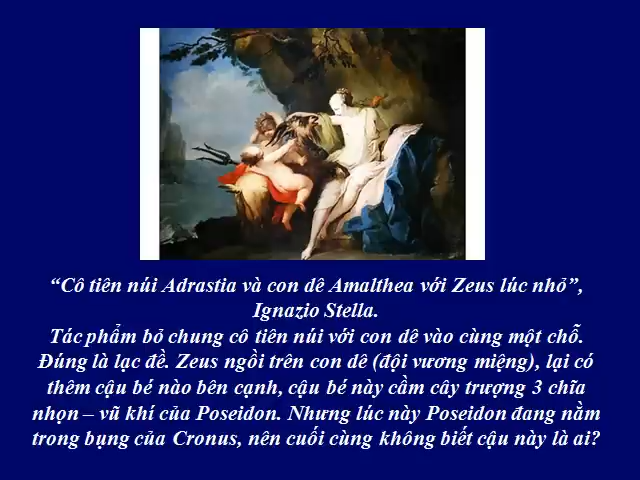 “Cô tiên núi Adrastia và con dê Amalthea với Zeus lúc nhỏ”,
Ignazio Stella.
Tác phẩm bỏ chung cô tiên núi với con dê vào cùng một chỗ.
Đúng là lạc đề. Zeus ngồi trên con dê (đội vương miệng), lại có
thêm cậu bé nào bên cạnh, cậu bé này cầm cây trượng 3 chĩa
nhọn – vũ khí của Poseidon. Nhưng lúc này Poseidon đang nằm
trong bụng của Cronus, nên cuối cùng không biết cậu này là ai?